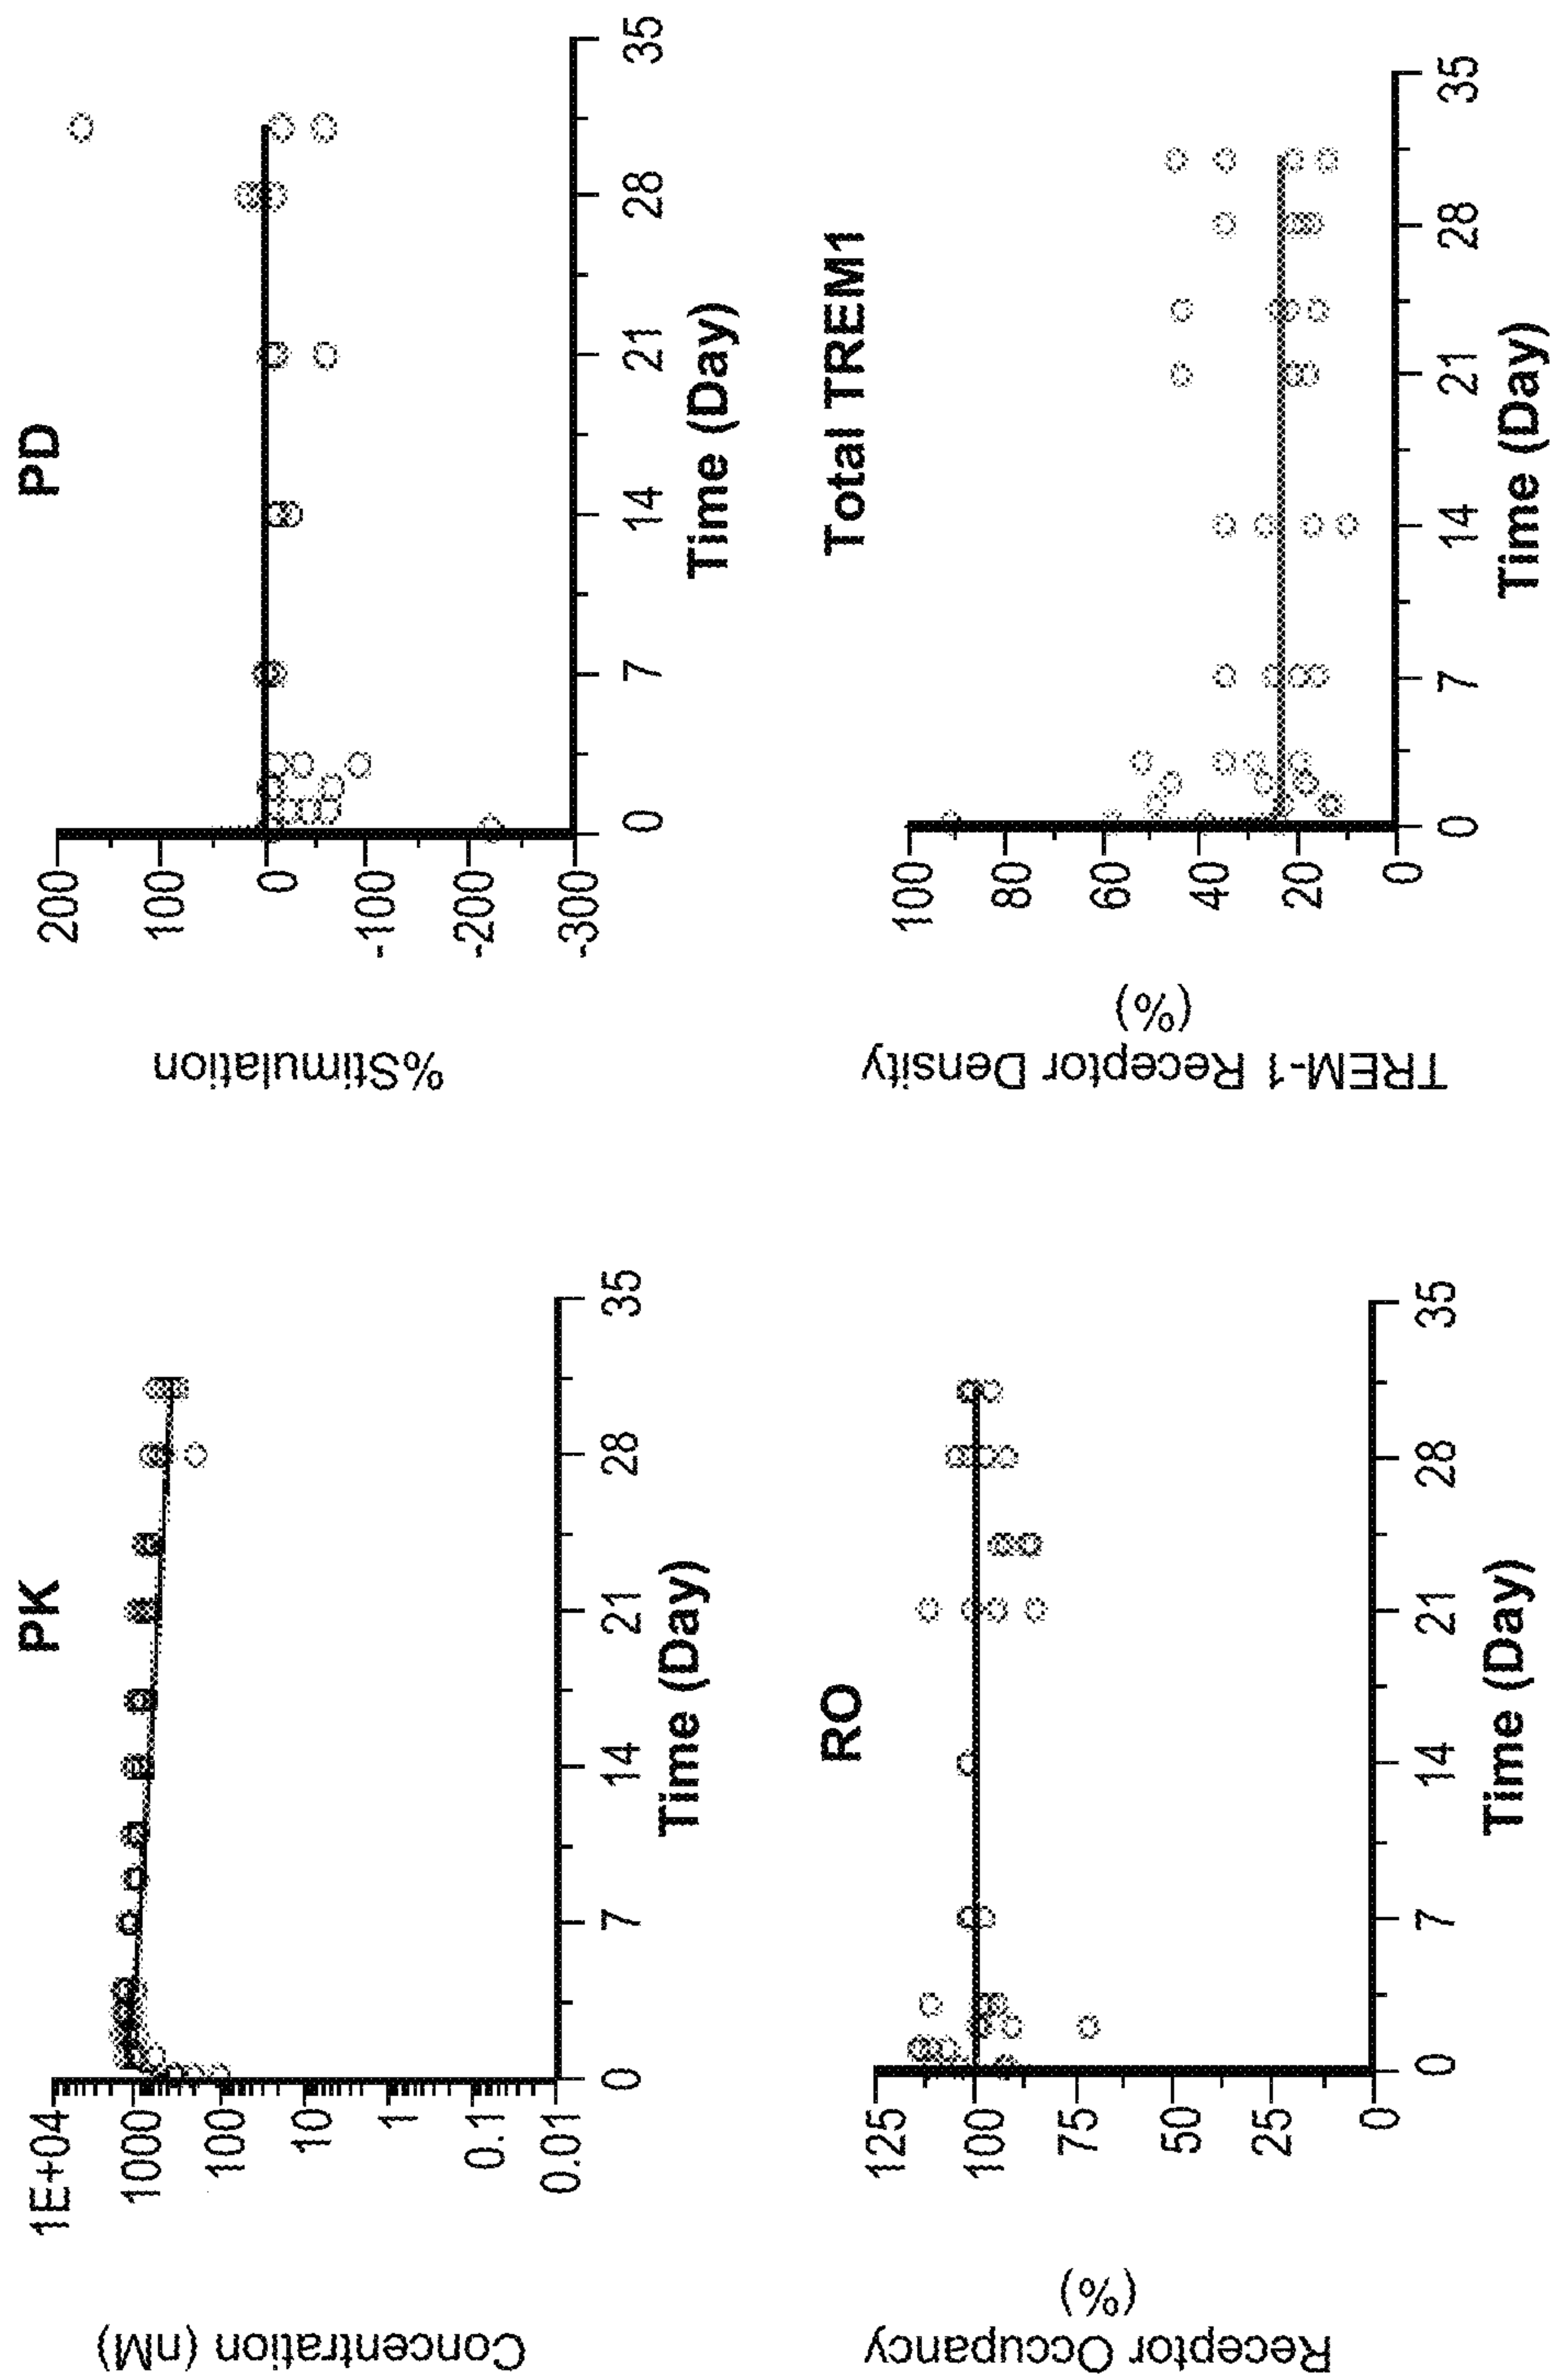 PK
Concentration (nM)
1E+04
1000
100
10
1
0.1
0.01
0 7 14 21 28 35
Time (Day)
PD
%Stimulation
200
100
0
-100
-200
-300
0 7 14 21 28 35
Time (Day)
RO
Receptor Occupancy
(%)
125
100
75
50
25
0
0 7 14 21 28 35
Time (Day)
Total TREM1
TREM-1 Receptor Density
(%)
100
80
60
40
20
0
0 7 14 21 28 35
Time (Day)